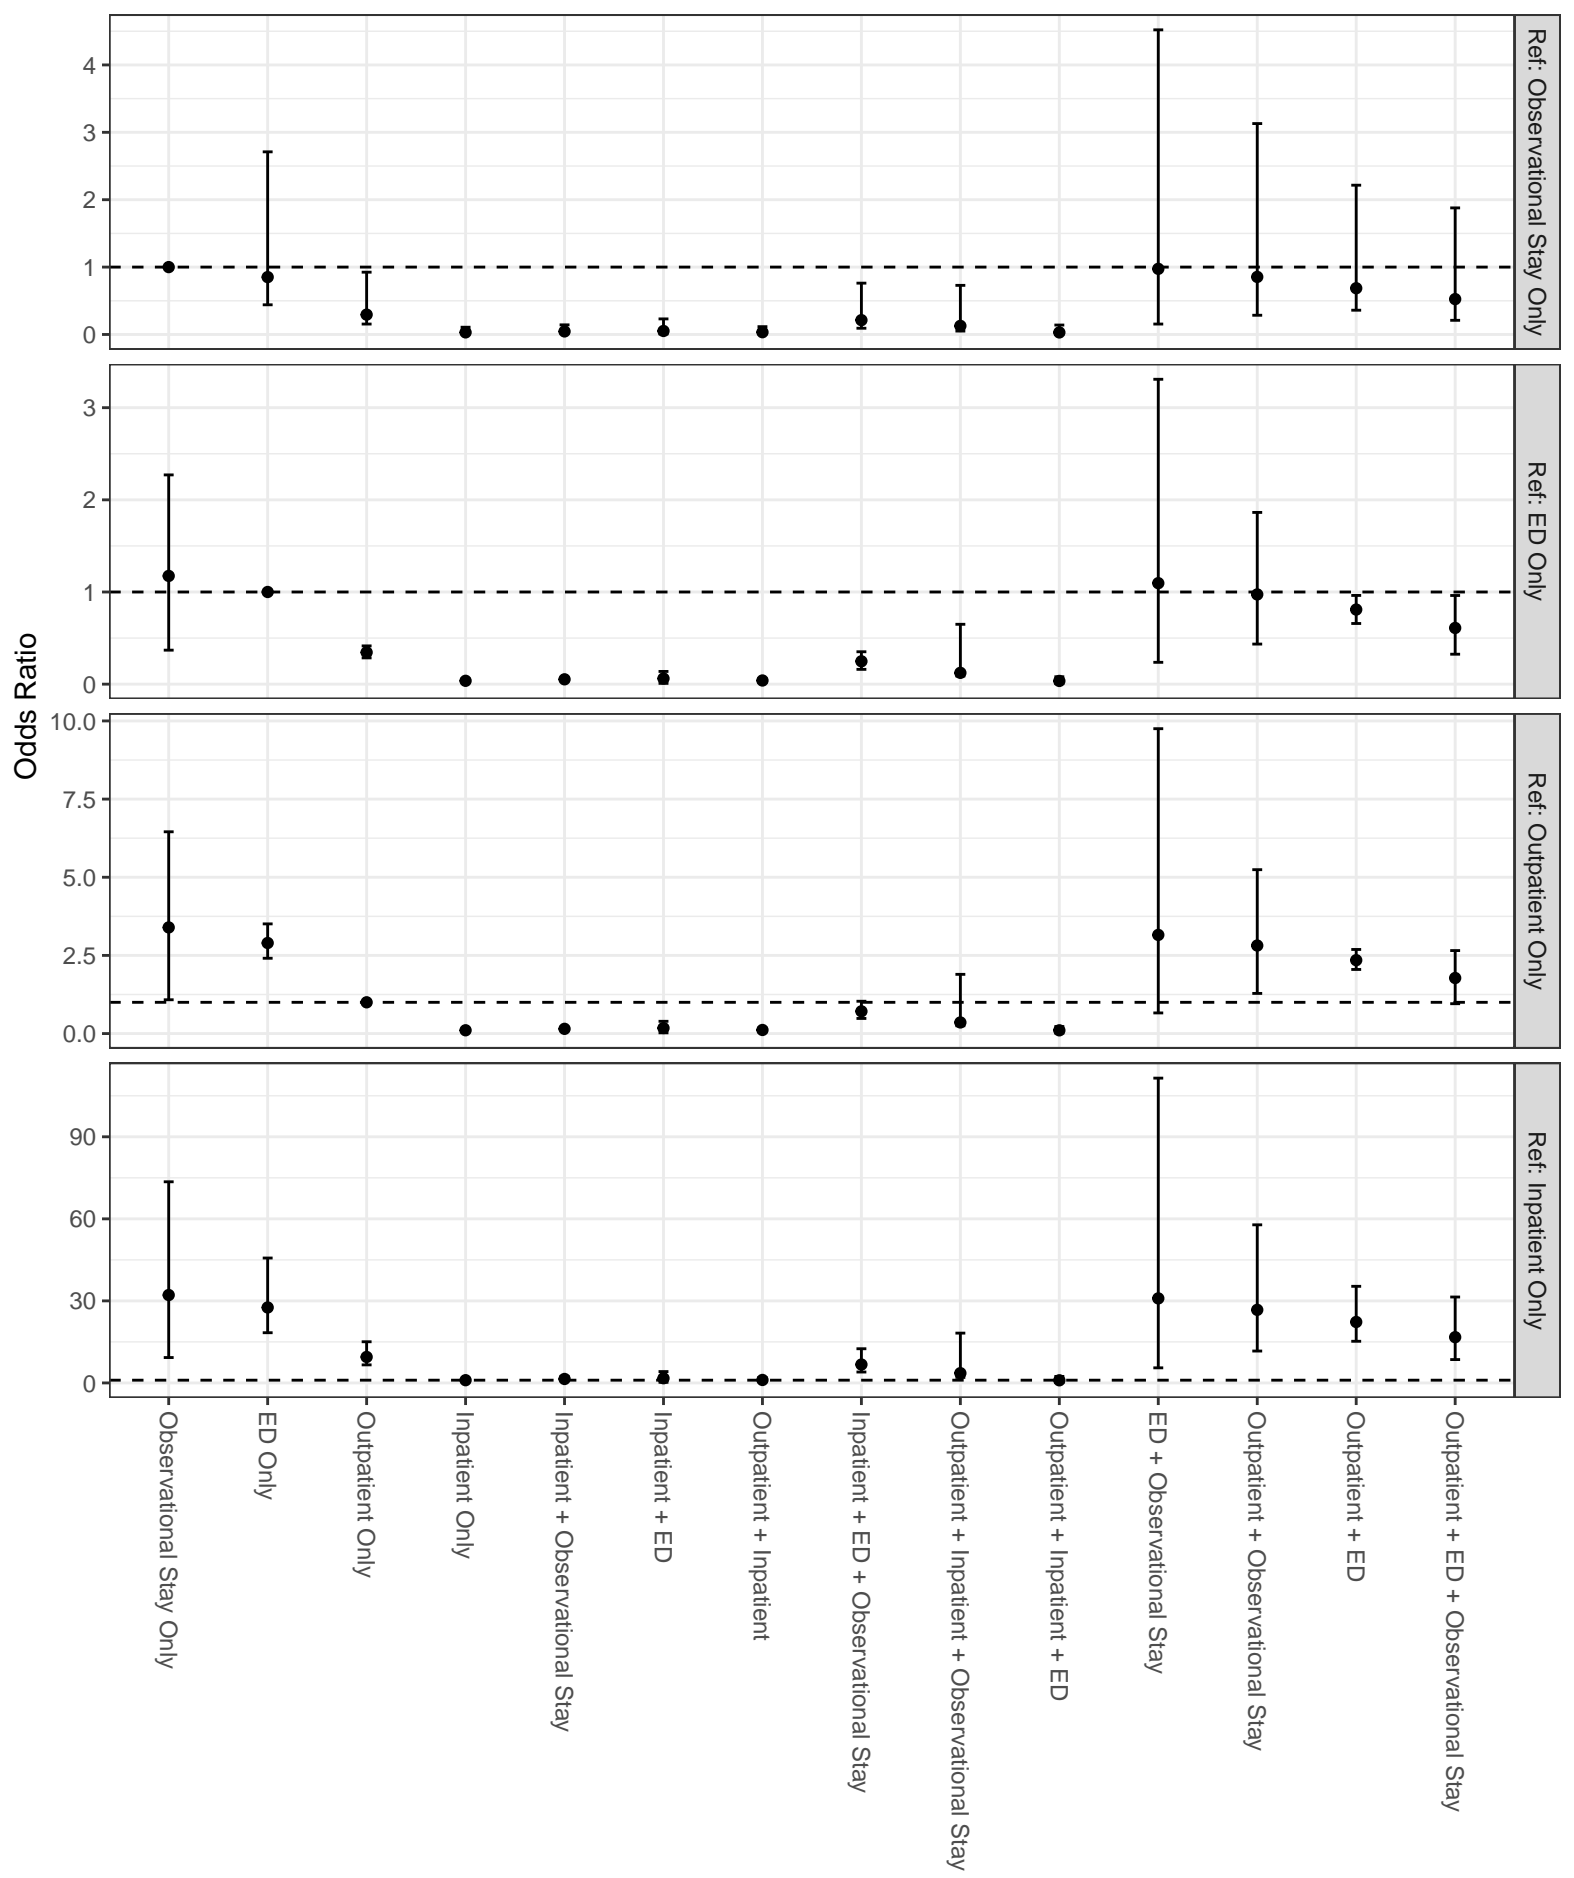 Odds Ratio
4
3
2
1
0
Ref: Observational Stay Only
3
2
1
0
Ref: ED Only
10.0
7.5
5.0
2.5
0.0
Ref: Outpatient Only
90
60
30
0
Ref: Inpatient Only
Observational Stay Only
ED Only
Outpatient Only
Inpatient Only
Inpatient + Observational Stay
Inpatient + ED
Outpatient + Inpatient
Inpatient + ED + Observational Stay
Outpatient + Inpatient + Observational Stay
Outpatient + Inpatient + ED
ED + Observational Stay
Outpatient + Observational Stay
Outpatient + ED
Outpatient + ED + Observational Stay